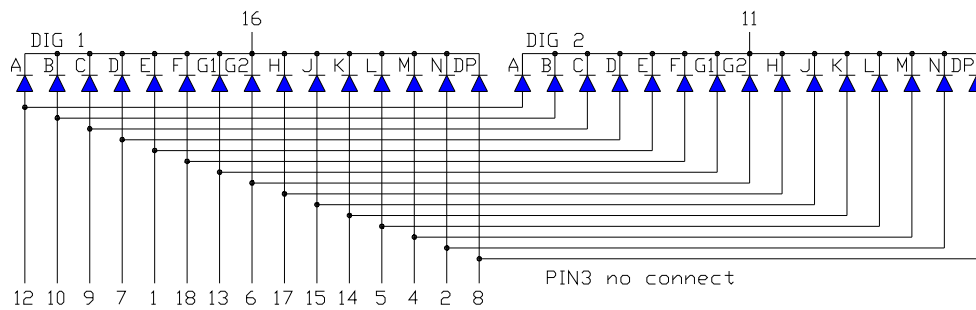 16 11
DIG 1 DIG 2
A B C D E F G1 G2 H J K L M N DP A B C D E F G1 G2 H J K L M N DP
PIN3 no connect
12 10 9 7 1 18 13 6 17 15 14 5 4 2 8